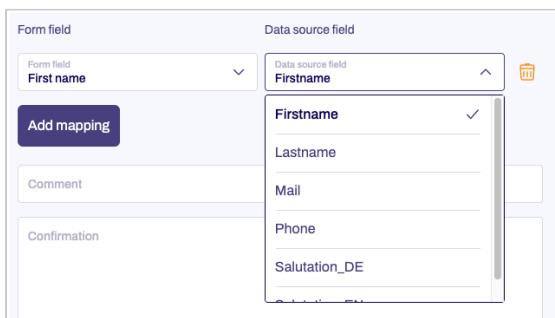 Form field Data source field
Form field Data source field
First name Firstname
Firstname
Add mapping
Lastname
Comment
Mail
Phone
Confirmation
Salutation_DE